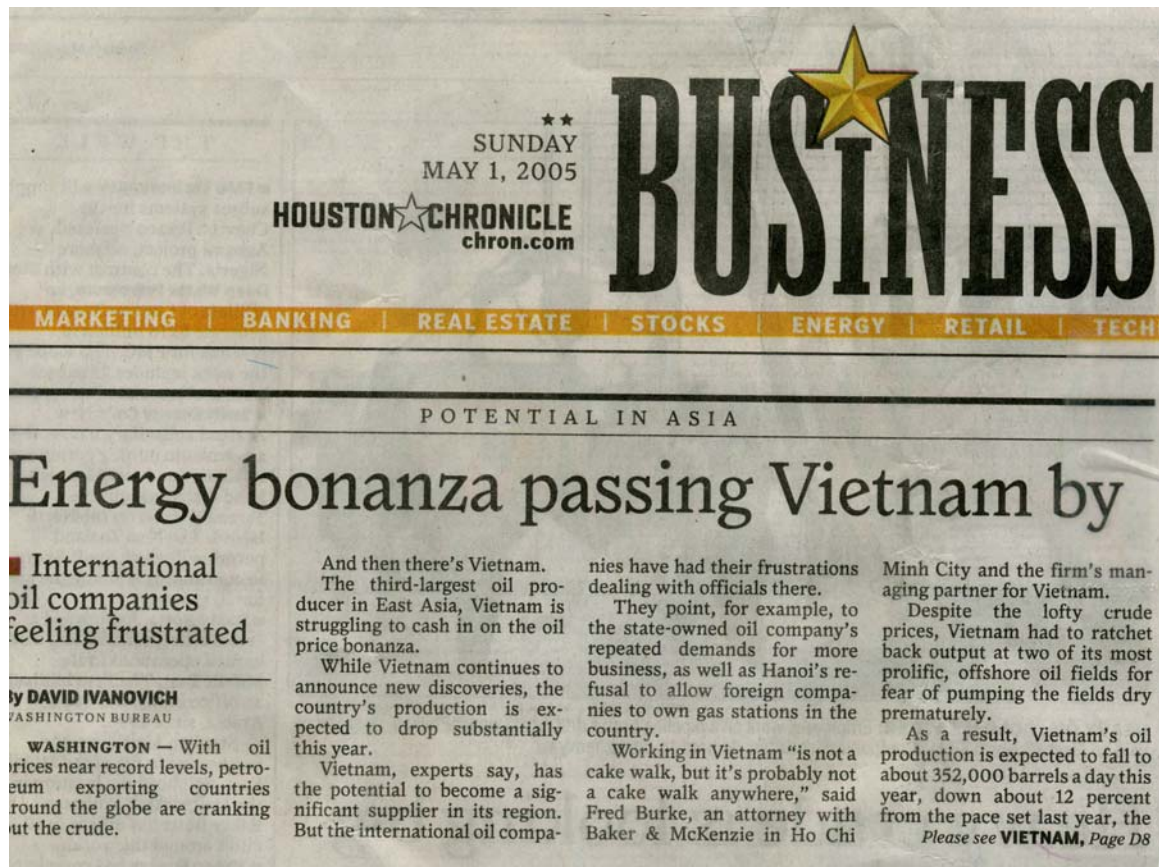 ★★
SUNDAY
MAY 1, 2005
HOUSTON☆CHRONICLE
chron.com
BUSiNESS
MARKETING | BANKING | REAL ESTATE | STOCKS | ENERGY | RETAIL | TECH
POTENTIAL IN ASIA
Energy bonanza passing Vietnam by
■ International
oil companies
feeling frustrated
By DAVID IVANOVICH
WASHINGTON BUREAU
WASHINGTON — With oil
prices near record levels, petro-
leum exporting countries
around the globe are cranking
out the crude.
And then there's Vietnam.
The third-largest oil pro-
ducer in East Asia, Vietnam is
struggling to cash in on the oil
price bonanza.
While Vietnam continues to
announce new discoveries, the
country's production is ex-
pected to drop substantially
this year.
Vietnam, experts say, has
the potential to become a sig-
nificant supplier in its region.
But the international oil compa-
nies have had their frustrations
dealing with officials there.
They point, for example, to
the state-owned oil company's
repeated demands for more
business, as well as Hanoi's re-
fusal to allow foreign compa-
nies to own gas stations in the
country.
Working in Vietnam "is not a
cake walk, but it's probably not
a cake walk anywhere," said
Fred Burke, an attorney with
Baker & McKenzie in Ho Chi
Minh City and the firm's man-
aging partner for Vietnam.
Despite the lofty crude
prices, Vietnam had to ratchet
back output at two of its most
prolific, offshore oil fields for
fear of pumping the fields dry
prematurely.
As a result, Vietnam's oil
production is expected to fall to
about 352,000 barrels a day this
year, down about 12 percent
from the pace set last year, the
Please see VIETNAM, Page D8